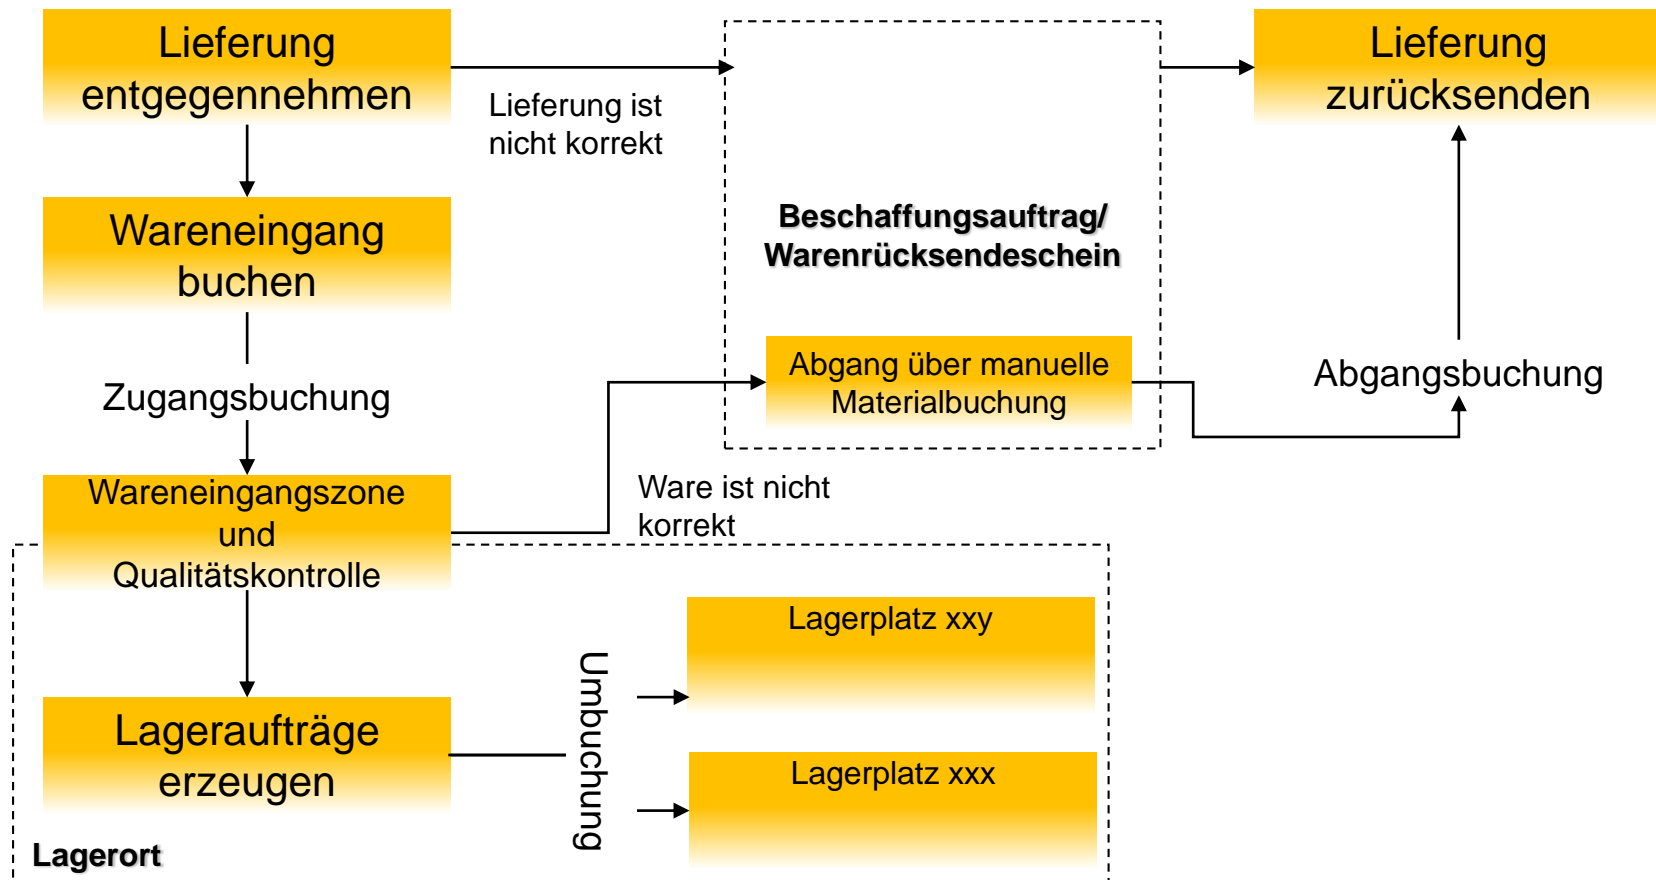 Lieferung
entgegennehmen
Lieferung ist
nicht korrekt
Lieferung
zurücksenden
Wareneingang
buchen
Beschaffungsauftrag/
Warenrücksendeschein
Abgang über manuelle
Materialbuchung
Abgangsbuchung
Zugangsbuchung
Wareneingangszone
und
Qualitätskontrolle
Ware ist nicht
korrekt
Lagerplatz xxy
Umbuchung
Lageraufträge
erzeugen
Lagerplatz xxx
Lagerort